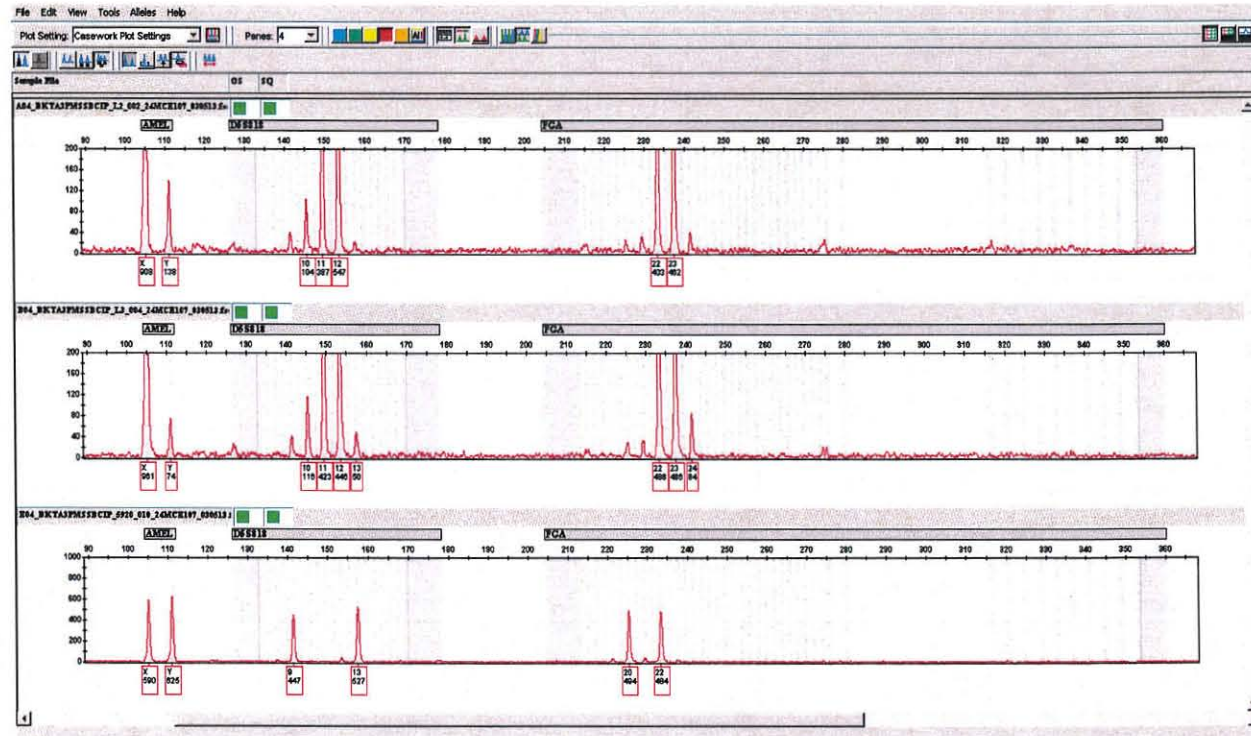 File Edit View Tools Alleles Help
Plot Setting: Casework Plot Settings Panes: 4 All
Sample File OS SQ
AMEL D5S818 FGA
90 100 110 120 130 140 150 160 170 180 190 200 210 220 230 240 250 260 270 280 290 300 310 320 330 340 350 360
200
160
120
80
40
0
X Y 10 11 12 22 23
908 138 104 387 547 403 462
AMEL D5S818 FGA
90 100 110 120 130 140 150 160 170 180 190 200 210 220 230 240 250 260 270 280 290 300 310 320 330 340 350 360
200
160
120
80
40
0
X Y 10 11 12 13 22 23 24
74 423 50 84
AMEL D5S818 FGA
90 100 110 120 130 140 150 160 170 180 190 200 210 220 230 240 250 260 270 280 290 300 310 320 330 340 350 360
1000
800
600
400
200
0
X Y 9 13 20 22
590 625 447 527 494 484